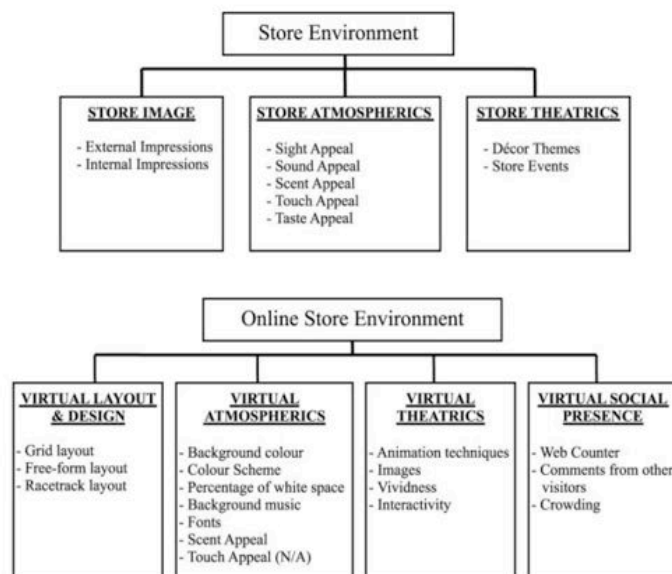 Store Environment
STORE IMAGE
- External Impressions
- Internal Impressions
STORE ATMOSPHERICS
- Sight Appeal
- Sound Appeal
- Scent Appeal
- Touch Appeal
- Taste Appeal
STORE THEATRICS
- Décor Themes
- Store Events
Online Store Environment
VIRTUAL LAYOUT
& DESIGN
- Grid layout
- Free-form layout
- Racetrack layout
VIRTUAL
ATMOSPHERICS
- Background colour
- Colour Scheme
- Percentage of white space
- Background music
- Fonts
- Scent Appeal
- Touch Appeal (N/A)
VIRTUAL
THEATRICS
- Animation techniques
- Images
- Vividness
- Interactivity
VIRTUAL SOCIAL
PRESENCE
- Web Counter
- Comments from other
visitors
- Crowding